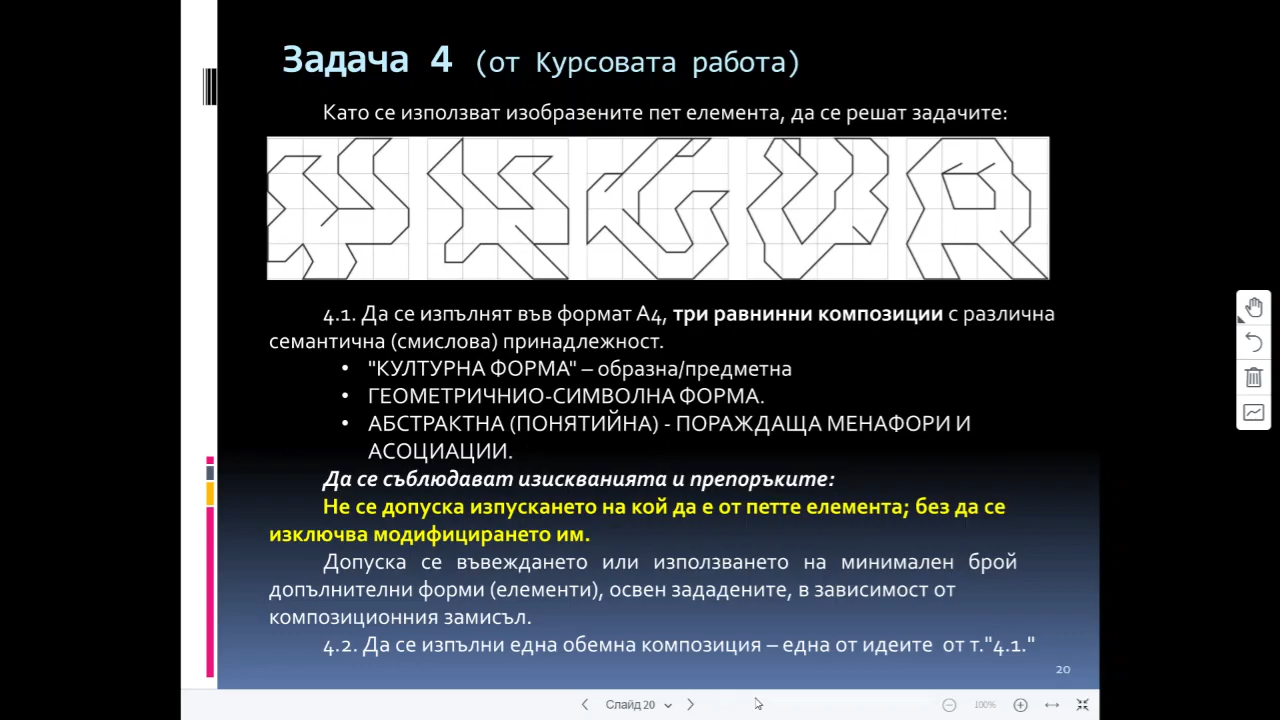 Задача 4 (от Курсовата работа)
Като се използват изобразените пет елемента, да се решат задачите:
4.1. Да се изпълнят във формат А4, три равнинни композиции с различна
семантична (смислова) принадлежност.
• "КУЛТУРНА ФОРМА" – образна/предметна
• ГЕОМЕТРИЧНИО-СИМВОЛНА ФОРМА.
• АБСТРАКТНА (ПОНЯТИЙНА) - ПОРАЖДАЩА МЕНАФОРИ И
АСОЦИАЦИИ.
Да се съблюдават изискванията и препоръките:
Не се допуска изпускането на кой да е от петте елемента; без да се
изключва модифицирането им.
Допуска се въвеждането или използването на минимален брой
допълнителни форми (елементи), освен зададените, в зависимост от
композиционния замисъл.
4.2. Да се изпълни една обемна композиция – една от идеите от т."4.1."
20
Слайд 20
100%